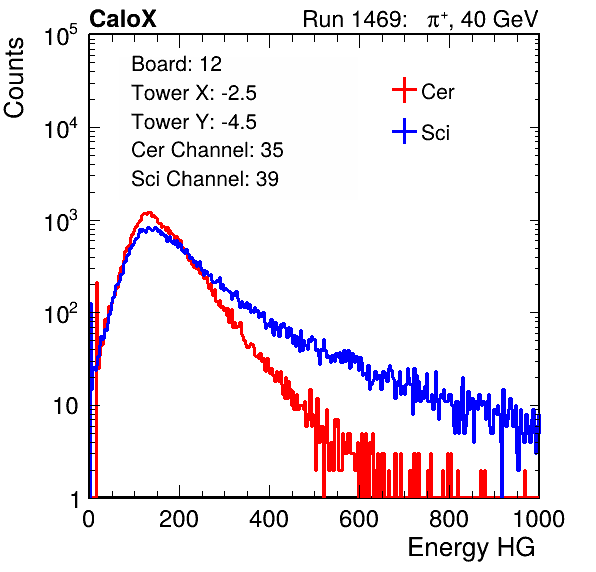 CaloX Run 1469: π⁺, 40 GeV
Counts
10⁵
10⁴
10³
10²
10
1
Board: 12
Tower X: -2.5
Tower Y: -4.5
Cer Channel: 35
Sci Channel: 39
Cer
Sci
0 200 400 600 800 1000
Energy HG